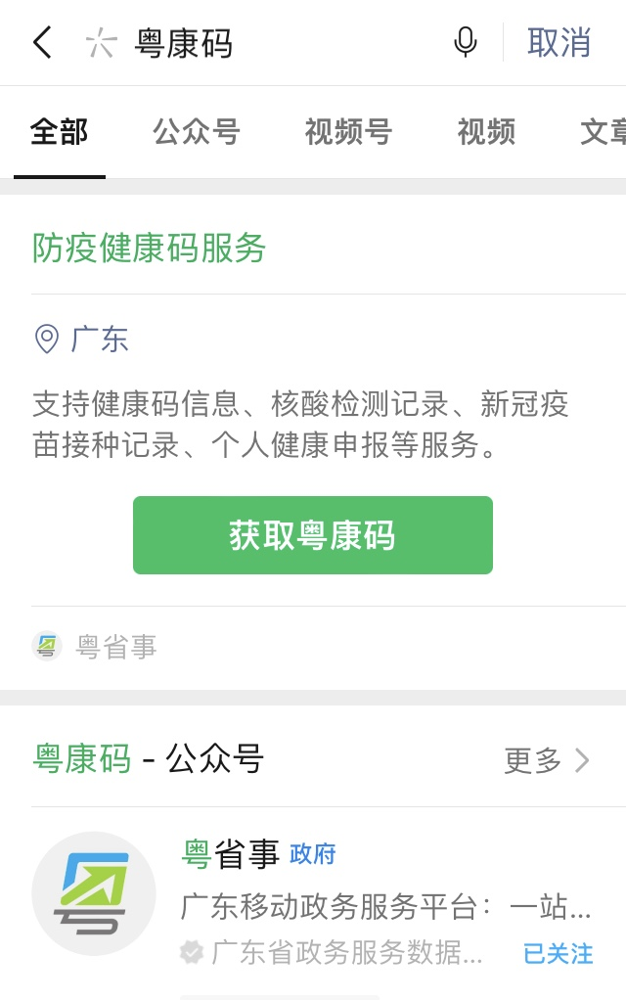 粤康码 取消
全部 公众号 视频号 视频 文章
防疫健康码服务
广东
支持健康码信息、核酸检测记录、新冠疫
苗接种记录、个人健康申报等服务。
获取粤康码
粤省事
粤康码 - 公众号 更多
粤省事 政府
广东移动政务服务平台：一站...
广东省政务服务数据... 已关注